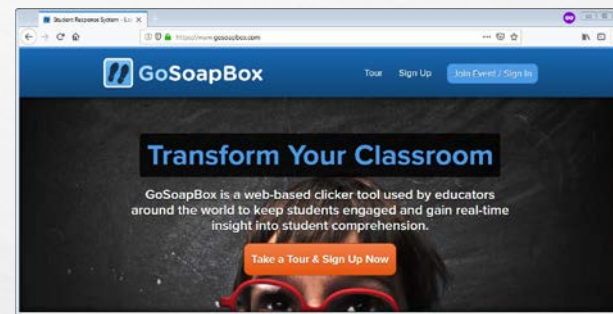 Student Response System - Ea
https://www.gosoapbox.com
GoSoapBox
Tour
Sign Up
Join Event / Sign In
Transform Your Classroom
GoSoapBox is a web-based clicker tool used by educators
around the world to keep students engaged and gain real-time
insight into student comprehension.
Take a Tour & Sign Up Now